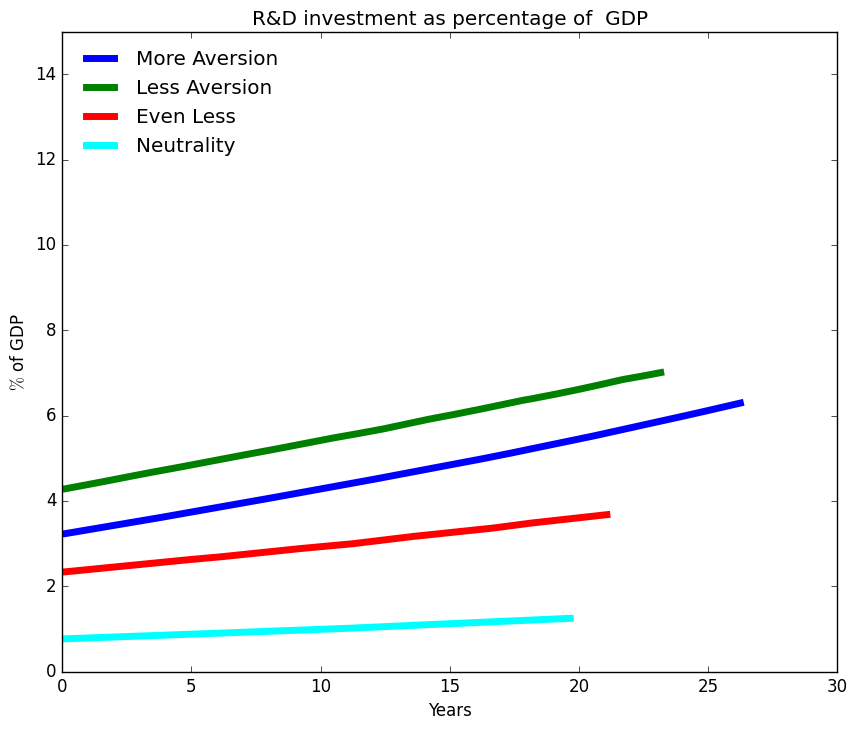 R&D investment as percentage of  GDP
More Aversion
Less Aversion
Even Less
Neutrality
% of GDP
14
12
10
8
6
4
2
0
0 5 10 15 20 25 30
Years